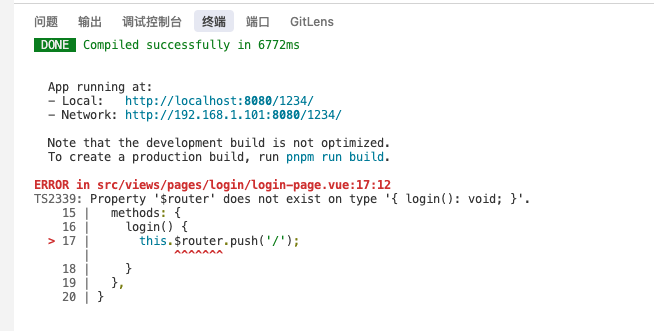 问题 输出 调试控制台 终端 端口 GitLens
DONE Compiled successfully in 6772ms
App running at:
- Local: http://localhost:8080/1234/
- Network: http://192.168.1.101:8080/1234/
Note that the development build is not optimized.
To create a production build, run pnpm run build.
ERROR in src/views/pages/login/login-page.vue:17:12
TS2339: Property '$router' does not exist on type '{ login(): void; }'.
15 | methods: {
16 | login() {
> 17 | this.$router.push('/');
| ^^^^^^^
18 | }
19 | },
20 | }